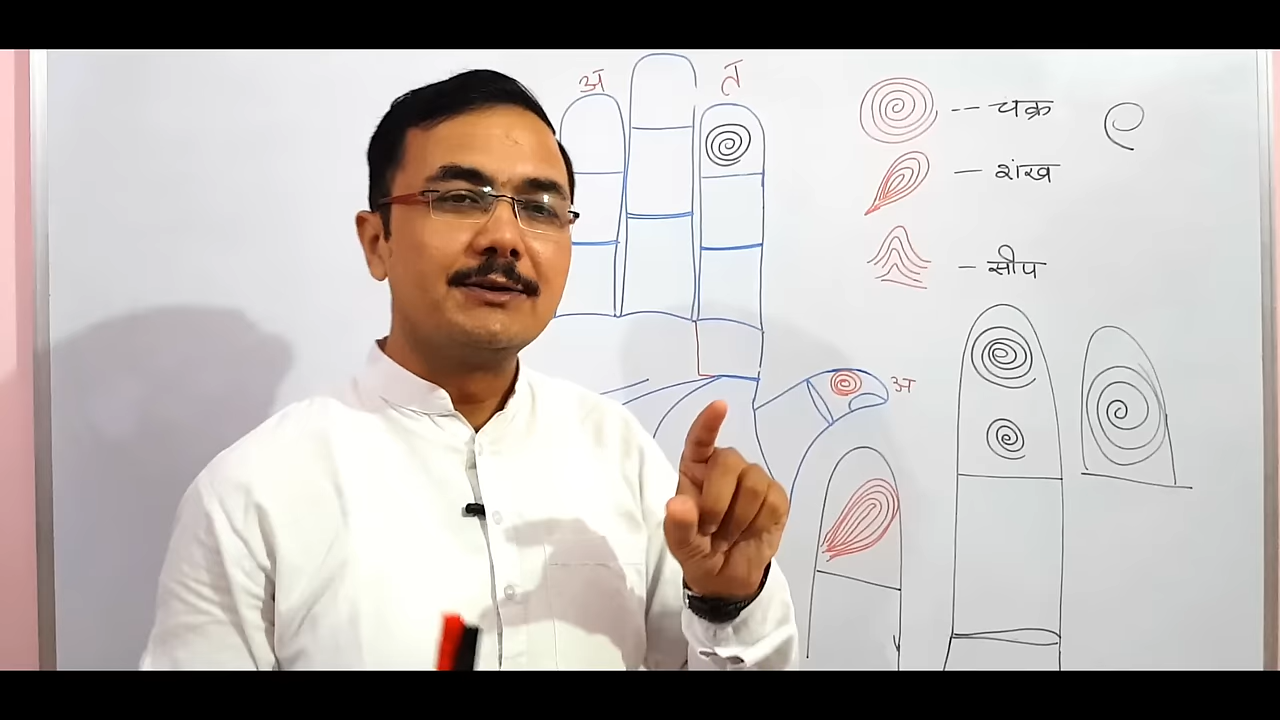 अ
त
-- चक्र
- शंख
- सीप
अ